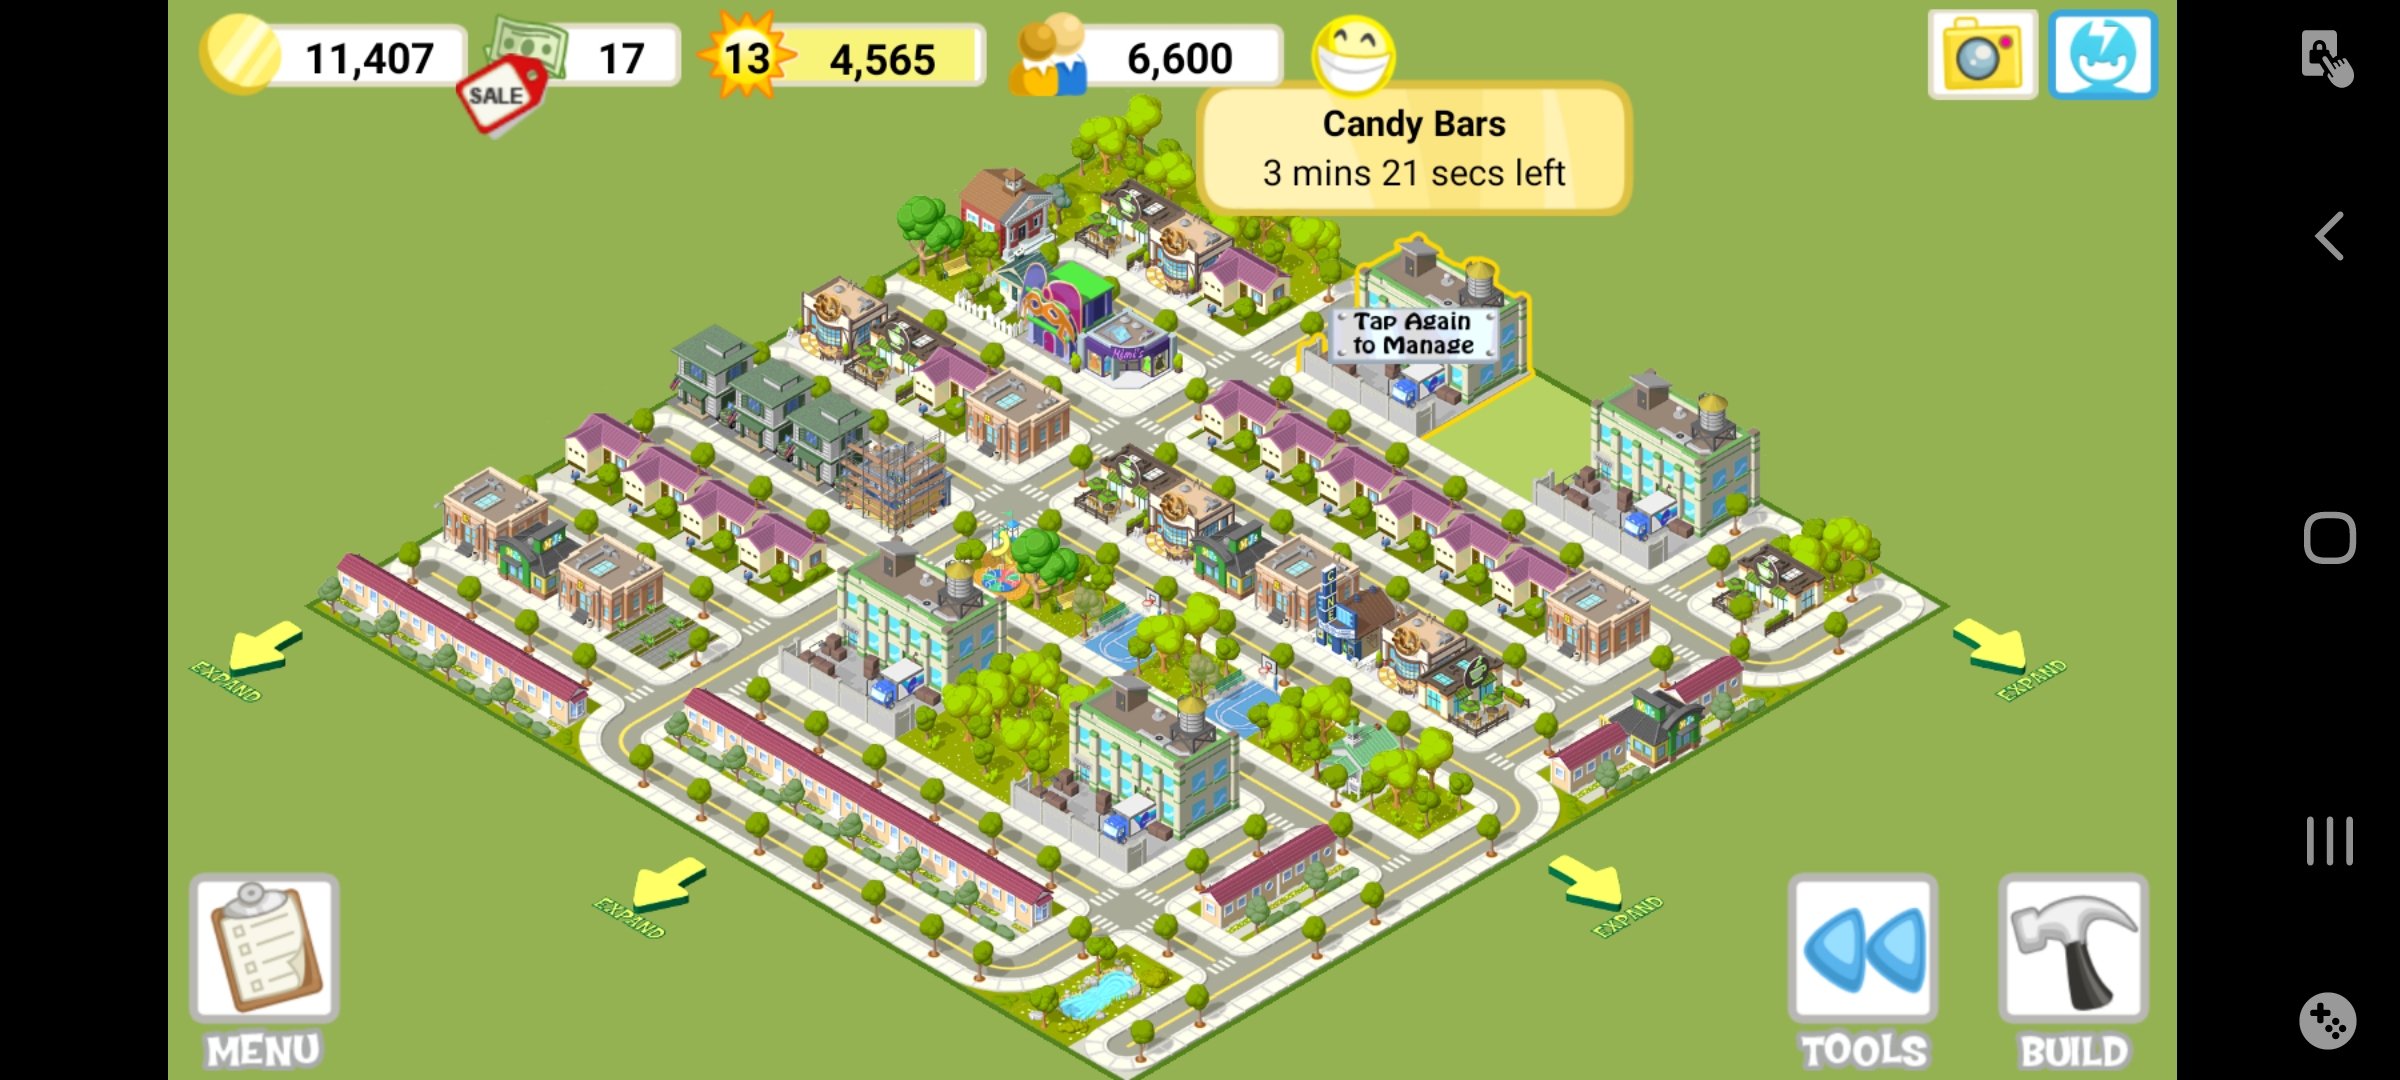 11,407
17
13
4,565
6,600
SALE
Candy Bars
3 mins 21 secs left
Tap Again
to Manage
Mimi's
EXPAND
EXPAND
EXPAND
EXPAND
MENU
TOOLS
BUILD